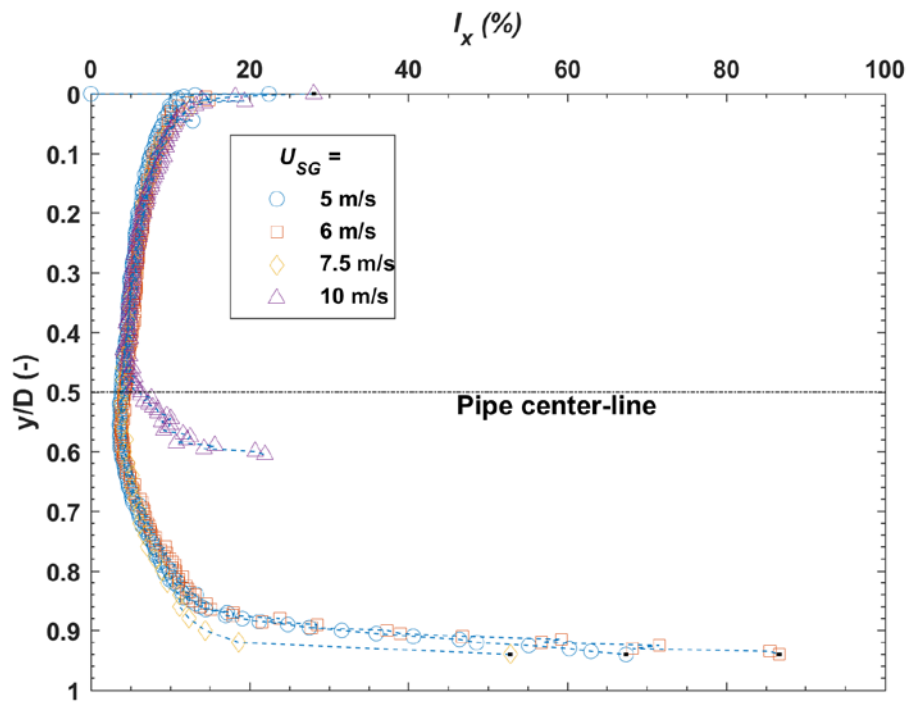 I_x (%)
0 20 40 60 80 100
y/D (-)
0
0.1
0.2
0.3
0.4
0.5
0.6
0.7
0.8
0.9
1
U_SG =
5 m/s
6 m/s
7.5 m/s
10 m/s
Pipe center-line